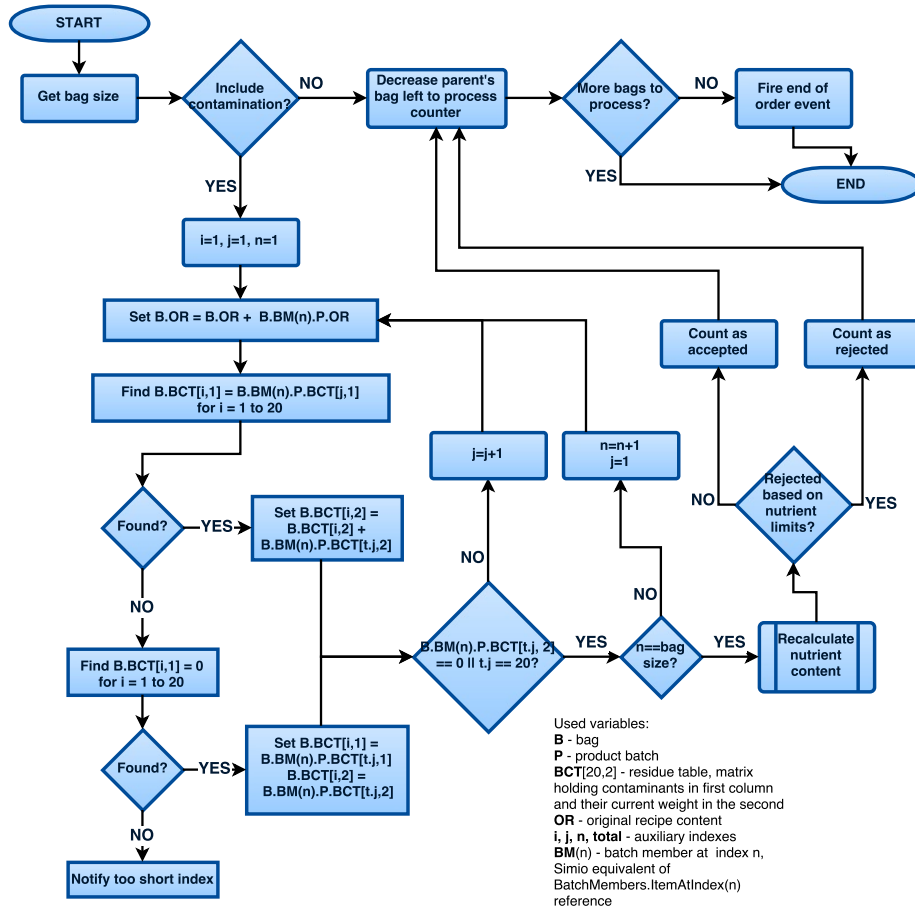 START
Get bag size
Include
contamination?
NO
Decrease parent's
bag left to process
counter
More bags to
process?
NO
Fire end of
order event
YES
END
YES
i=1, j=1, n=1
Set B.OR = B.OR + B.BM(n).P.OR
Find B.BCT[i,1] = B.BM(n).P.BCT[j,1]
for i = 1 to 20
Count as
accepted
Count as
rejected
j=j+1
n=n+1
j=1
Found?
YES
Set B.BCT[i,2] =
B.BCT[i,2] +
B.BM(n).P.BCT[t.j,2]
NO
Rejected
based on
nutrient
limits?
YES
NO
NO
NO
Find B.BCT[i,1] = 0
for i = 1 to 20
B.BM(n).P.BCT[t.j, 2]
== 0 || t.j == 20?
YES
n==bag
size?
YES
Recalculate
nutrient
content
Found?
YES
Set B.BCT[i,1] =
B.BM(n).P.BCT[t.j,1]
B.BCT[i,2] =
B.BM(n).P.BCT[t.j,2]
NO
Notify too short index
Used variables:
B - bag
P - product batch
BCT[20,2] - residue table, matrix
holding contaminants in first column
and their current weight in the second
OR - original recipe content
i, j, n, total - auxiliary indexes
BM(n) - batch member at index n,
Simio equivalent of
BatchMembers.ItemAtIndex(n)
reference